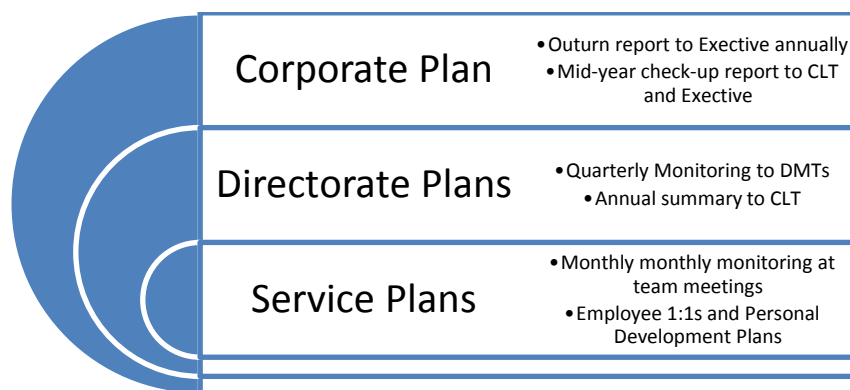 Corporate Plan
•Outurn report to Exective annually
•Mid-year check-up report to CLT
and Exective
Directorate Plans
•Quarterly Monitoring to DMTs
•Annual summary to CLT
Service Plans
•Monthly monthly monitoring at
team meetings
•Employee 1:1s and Personal
Development Plans